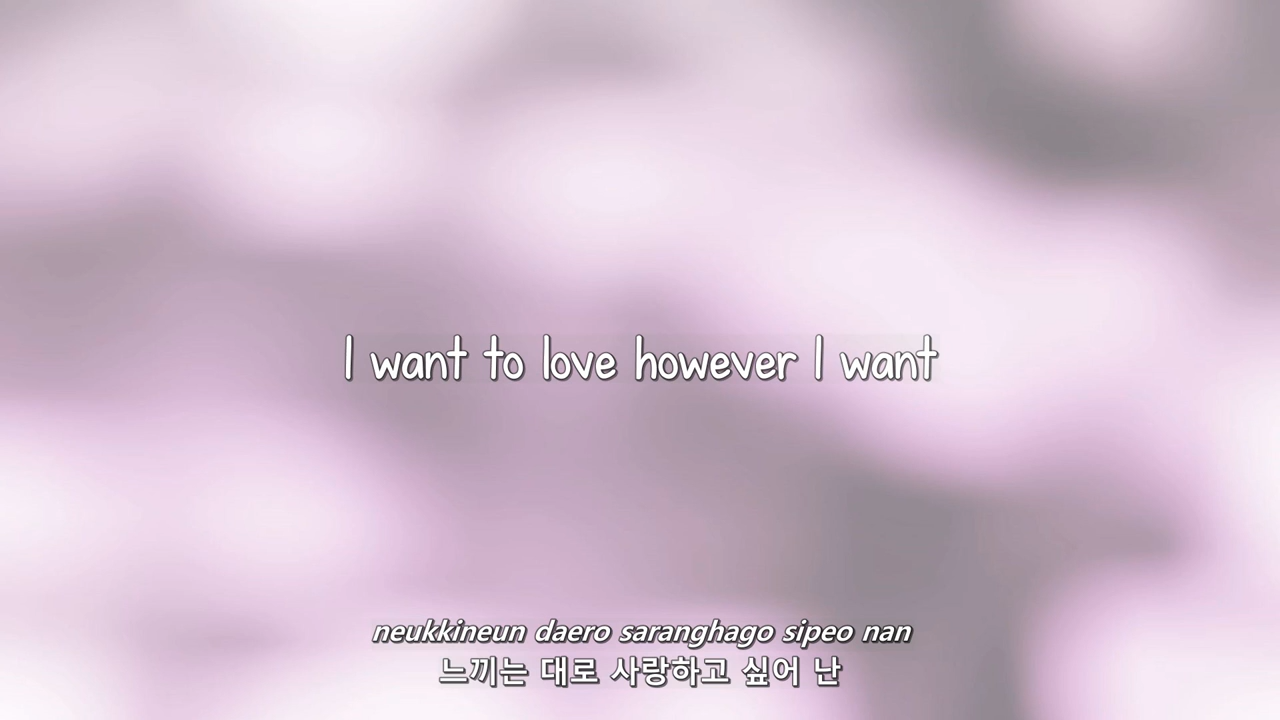 I want to love however I want
neukkineun daero saranghago sipeo nan
느끼는 대로 사랑하고 싶어 난